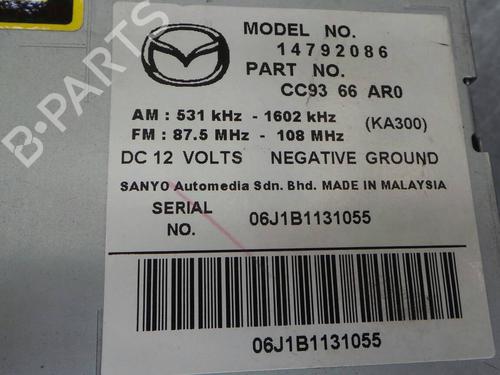 B-PARTS
MODEL NO.
14792086
PART NO.
CC93 66 AR0
AM : 531 kHz - 1602 kHz
(KA300)
FM : 87.5 MHz - 108 MHz
DC 12 VOLTS NEGATIVE GROUND
SANYO Automedia Sdn. Bhd. MADE IN MALAYSIA
SERIAL NO.
06J1B1131055
06J1B1131055